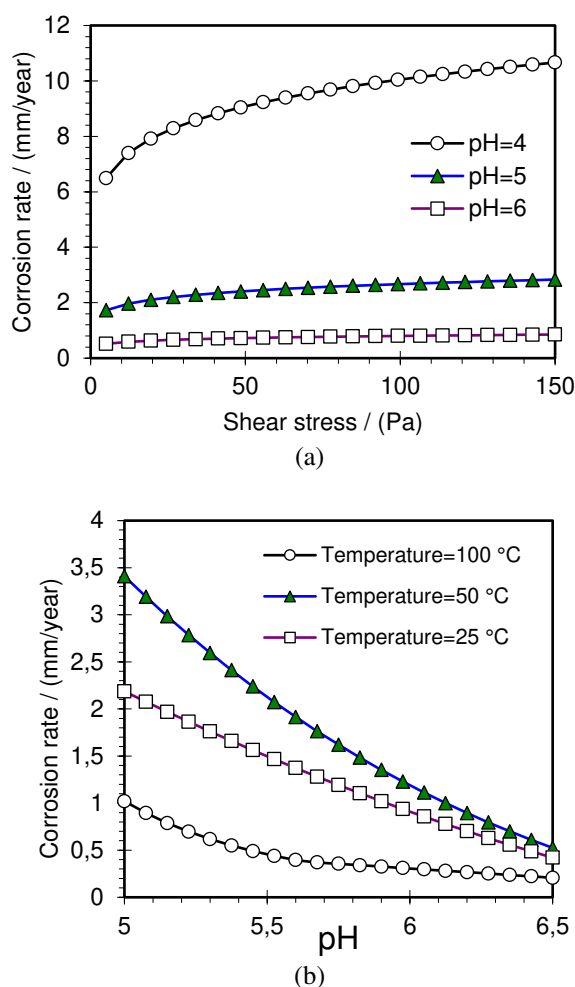 12
10
8
6
4
2
0
Corrosion rate / (mm/year)
pH=4
pH=5
pH=6
0 50 100 150
Shear stress / (Pa)
(a)
4
3,5
3
2,5
2
1,5
1
0,5
0
Corrosion rate / (mm/year)
Temperature=100 °C
Temperature=50 °C
Temperature=25 °C
5 5,5 6 6,5
pH
(b)